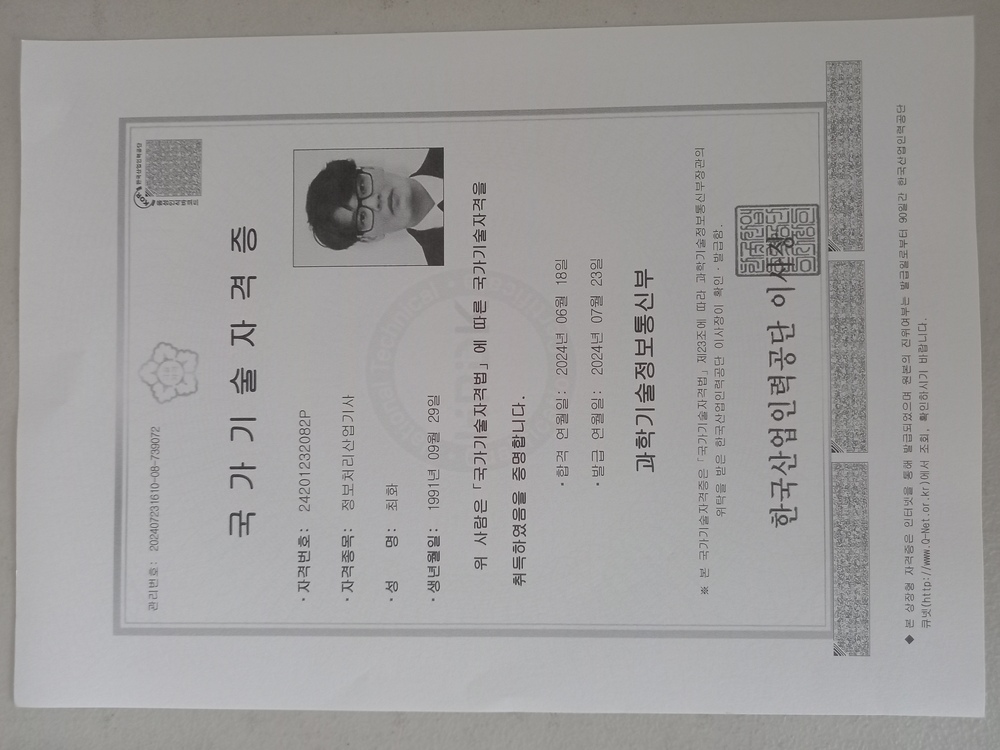 관리번호: 202407231610-08-739072
한국산업인력공단
음성인식바코드
국가기술자격증
·자격번호: 24201232082P
·자격종목: 정보처리산업기사
·성 명: 최화
·생년월일: 1991년 09월 29일
위 사람은「국가기술자격법」에 따른 국가기술자격을
취득하였음을 증명합니다.
·합격 연월일: 2024년 06월 18일
·발급 연월일: 2024년 07월 23일
과학기술정보통신부
※ 본 국가기술자격증은「국가기술자격법」제23조에 따라 과학기술정보통신부장관의
위탁을 받은 한국산업인력공단 이사장이 확인·발급함.
한국산업인력공단 이사장
◆ 본 상장형 자격증은 인터넷을 통해 발급되었으며 원본의 진위여부는 발급일로부터 90일간 한국산업인력공단
큐넷(http://www.Q-Net.or.kr)에서 조회, 확인하시기 바랍니다.